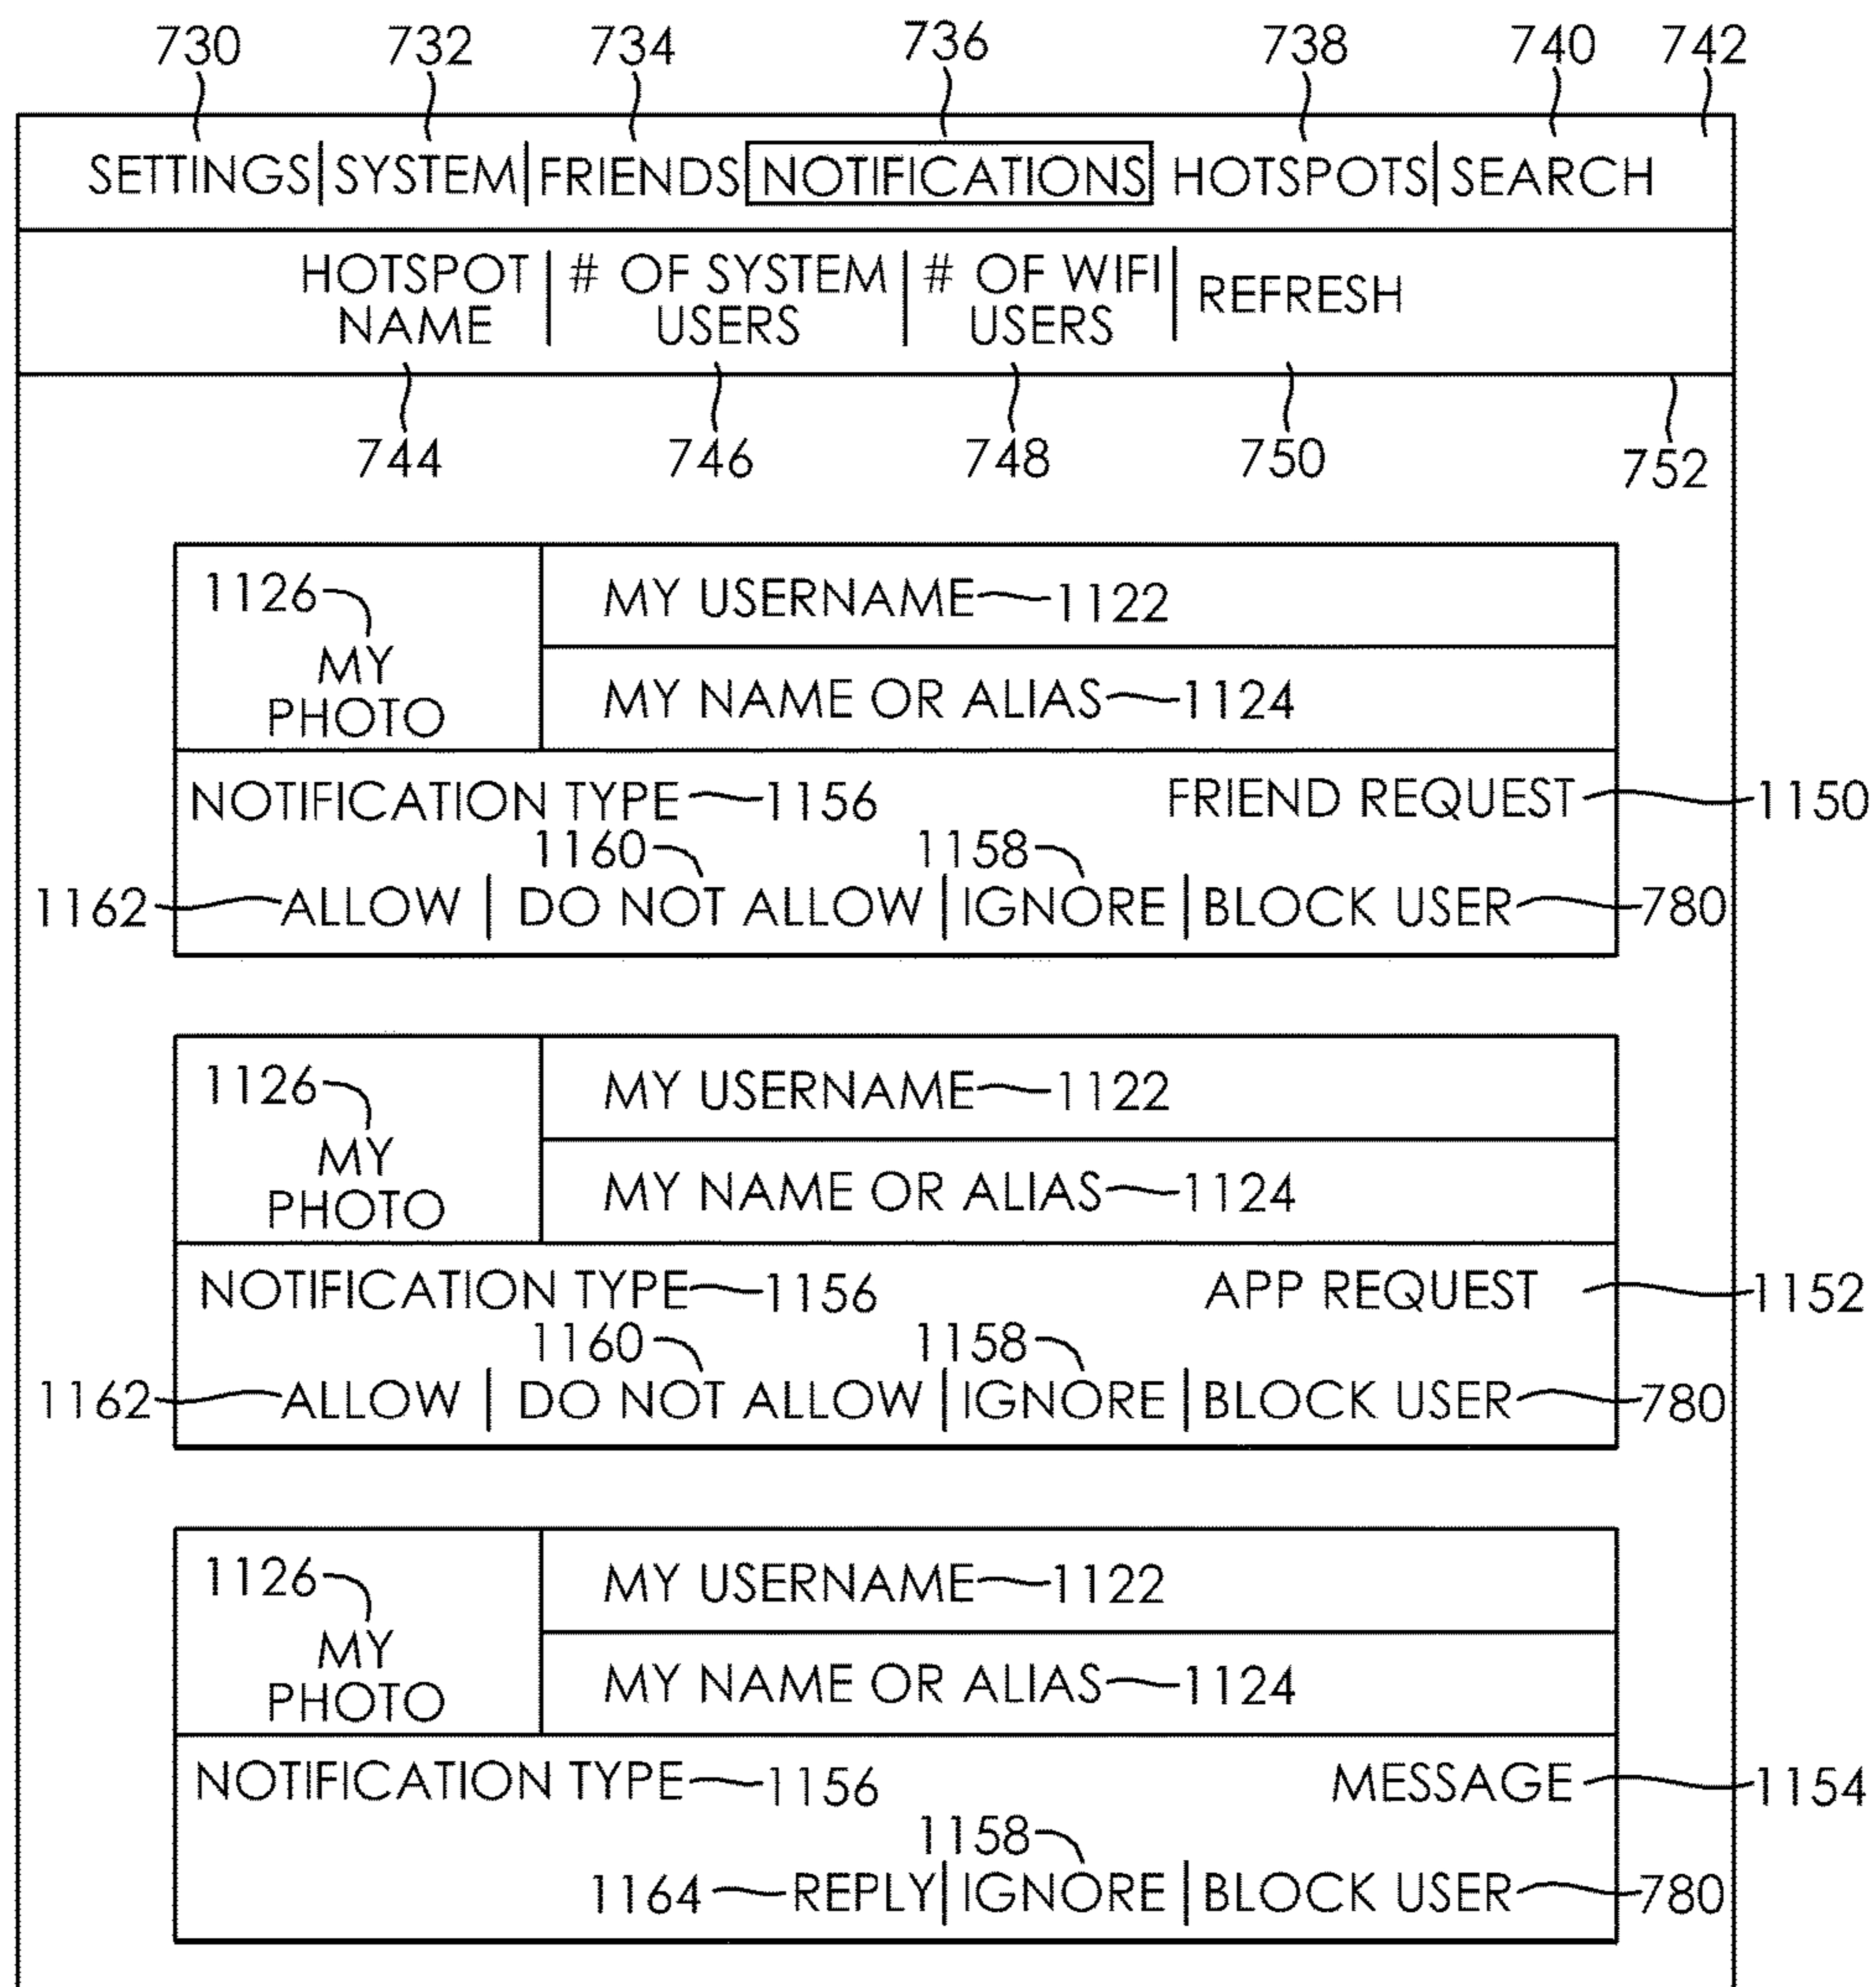 730 732 734 736 738 740 742
SETTINGS|SYSTEM|FRIENDS NOTIFICATIONS HOTSPOTS|SEARCH
HOTSPOT NAME | # OF SYSTEM USERS | # OF WIFI USERS | REFRESH
744 746 748 750 752
1126 MY USERNAME 1122
MY PHOTO MY NAME OR ALIAS 1124
NOTIFICATION TYPE 1156 FRIEND REQUEST 1150
1160 1158
1162 ALLOW | DO NOT ALLOW | IGNORE | BLOCK USER 780
1126 MY USERNAME 1122
MY PHOTO MY NAME OR ALIAS 1124
NOTIFICATION TYPE 1156 APP REQUEST 1152
1160 1158
1162 ALLOW | DO NOT ALLOW | IGNORE | BLOCK USER 780
1126 MY USERNAME 1122
MY PHOTO MY NAME OR ALIAS 1124
NOTIFICATION TYPE 1156 MESSAGE 1154
1158
1164 REPLY | IGNORE | BLOCK USER 780